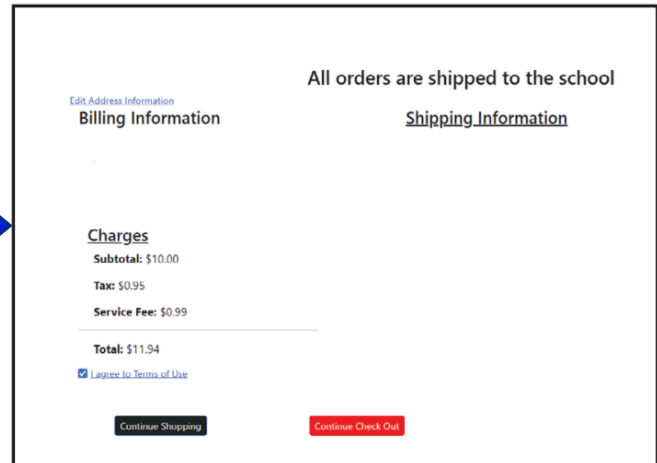 All orders are shipped to the school
Edit Address Information
Billing Information
Shipping Information
Charges
Subtotal: $10.00
Tax: $0.95
Service Fee: $0.99
Total: $11.94
I agree to Terms of Use
Continue Shopping
Continue Check Out